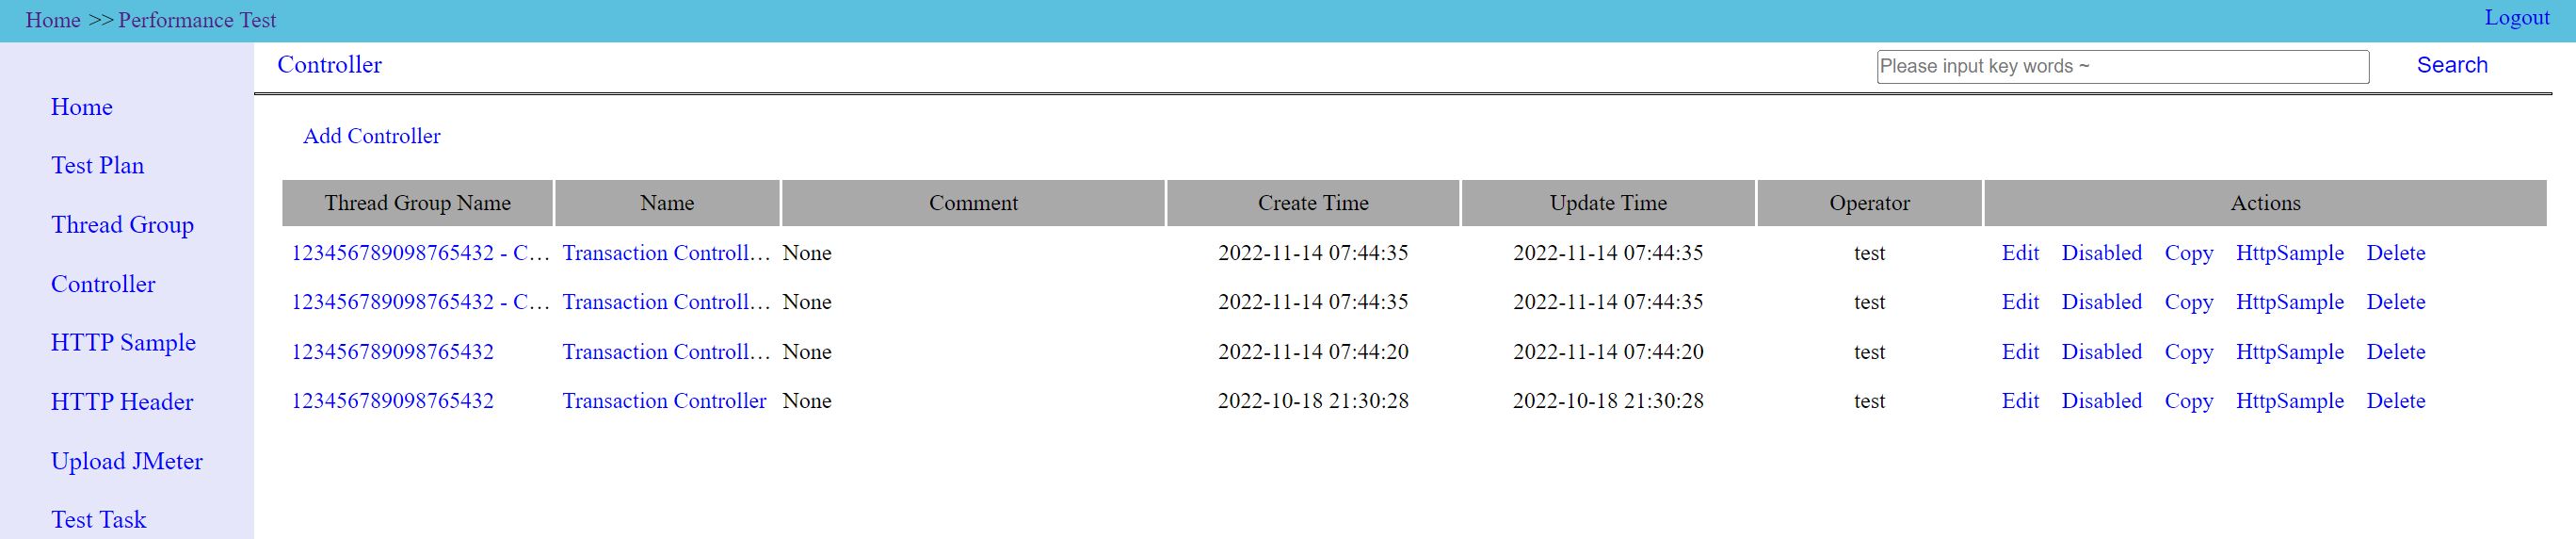 Home >> Performance Test Logout
Controller Please input key words ~ Search
Home
Test Plan
Thread Group
Controller
HTTP Sample
HTTP Header
Upload JMeter
Test Task
Add Controller
Thread Group Name Name Comment Create Time Update Time Operator Actions
123456789098765432 - C... Transaction Controll... None 2022-11-14 07:44:35 2022-11-14 07:44:35 test Edit Disabled Copy HttpSample Delete
123456789098765432 - C... Transaction Controll... None 2022-11-14 07:44:35 2022-11-14 07:44:35 test Edit Disabled Copy HttpSample Delete
123456789098765432 Transaction Controll... None 2022-11-14 07:44:20 2022-11-14 07:44:20 test Edit Disabled Copy HttpSample Delete
123456789098765432 Transaction Controller None 2022-10-18 21:30:28 2022-10-18 21:30:28 test Edit Disabled Copy HttpSample Delete